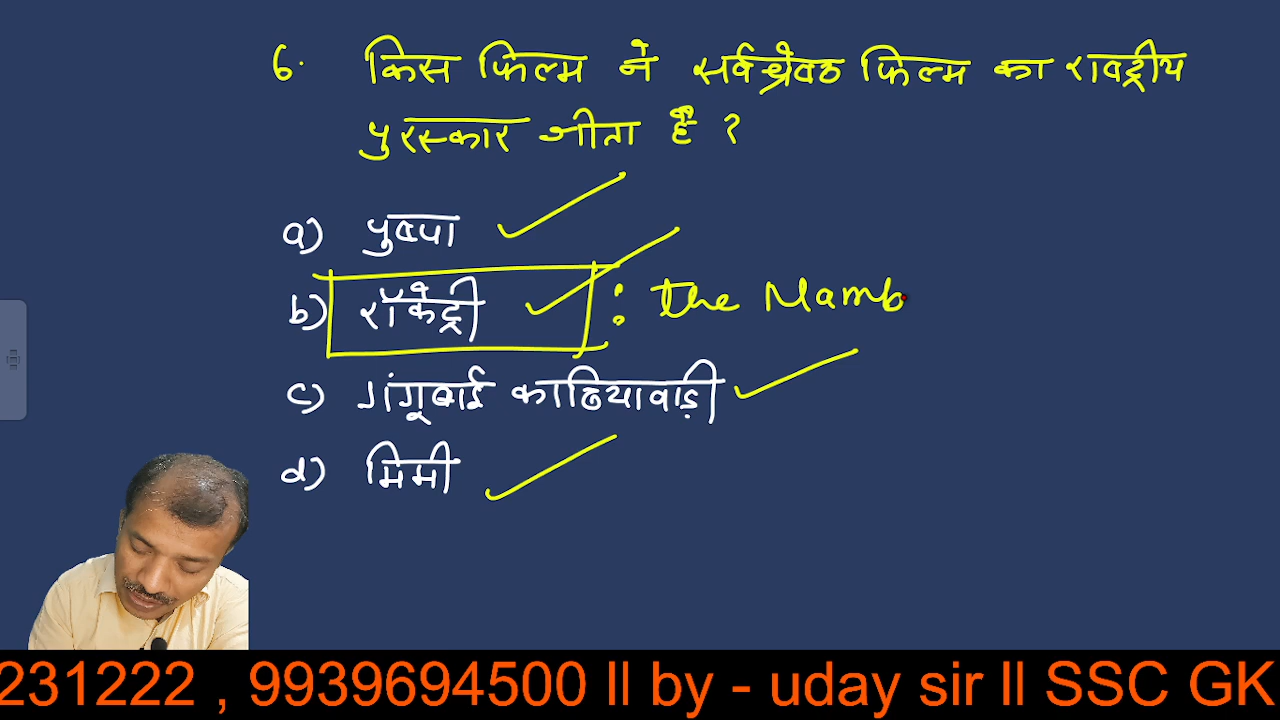 6. किस फिल्म ने सर्वश्रेष्ठ फिल्म का राष्ट्रीय
पुरस्कार जीता है ?
a) पुष्पा
b) रॉकेट्री : the Namb
c) गंगूबाई काठियावाड़ी
d) मिमी
231222 , 9939694500 ll by - uday sir ll SSC GK